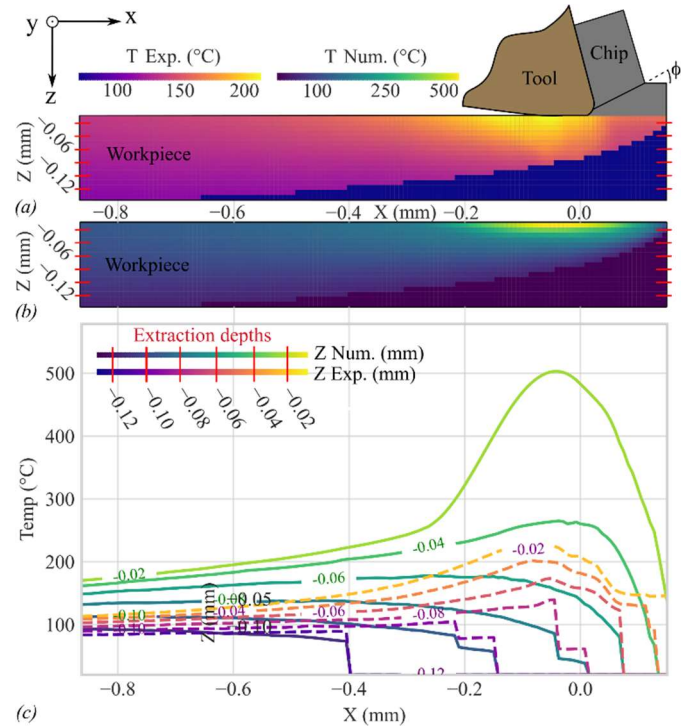 x
z
T Exp. (°C)
T Num. (°C)
100 150 200
100 250 500
Tool
Chip
ϕ
Z (mm)
−0.06
−0.12
Workpiece
(a)
−0.8 −0.6 −0.4 X (mm) −0.2 0.0
Z (mm)
−0.06
−0.12
Workpiece
(b)
Extraction depths
Z Num. (mm)
Z Exp. (mm)
−0.12 −0.10 −0.08 −0.06 −0.04 −0.02
Temp (°C)
500
400
300
200
100
-0.02
-0.04
-0.06
-0.02
-0.04
-0.06
-0.08
-0.10
0.05
Z (mm)
0.12
−0.8 −0.6 −0.4 −0.2 0.0
X (mm)
(c)